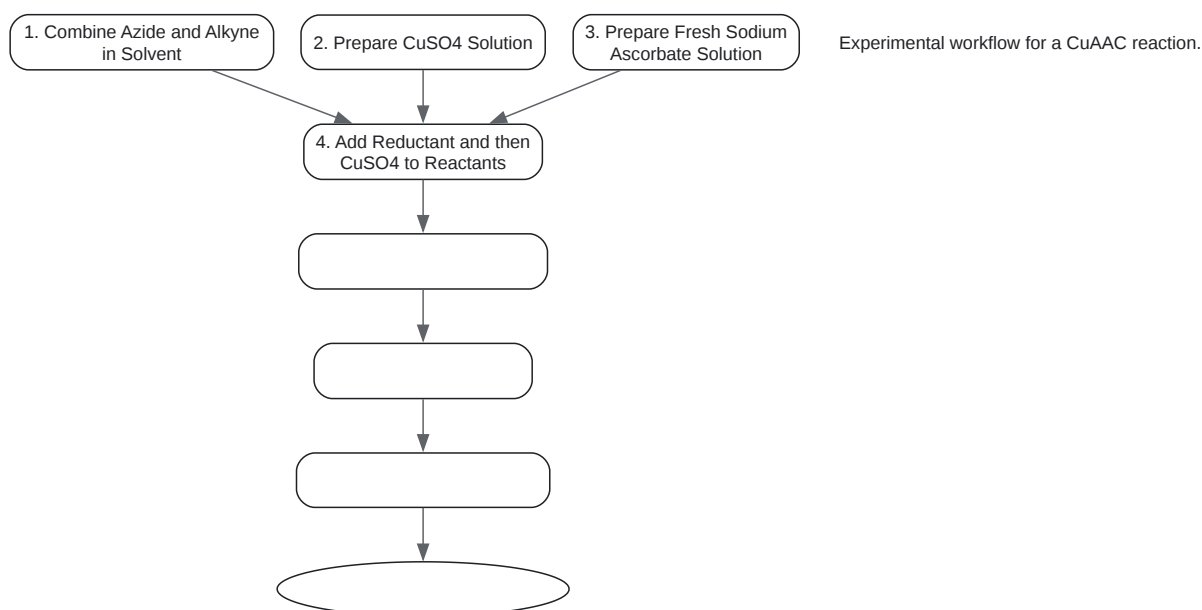 1. Combine Azide and Alkyne
in Solvent
2. Prepare CuSO4 Solution
3. Prepare Fresh Sodium
Ascorbate Solution
Experimental workflow for a CuAAC reaction.
4. Add Reductant and then
CuSO4 to Reactants